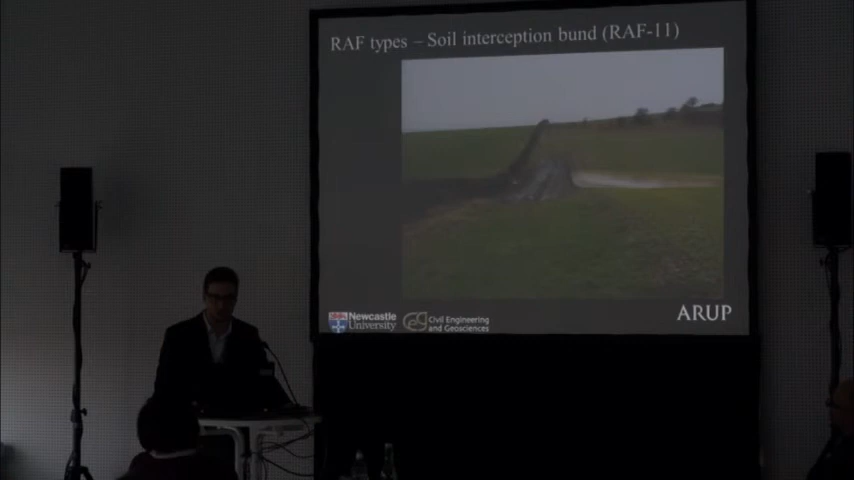 RAF types – Soil interception bund (RAF-11)
Newcastle
University
Civil Engineering
and Geosciences
ARUP